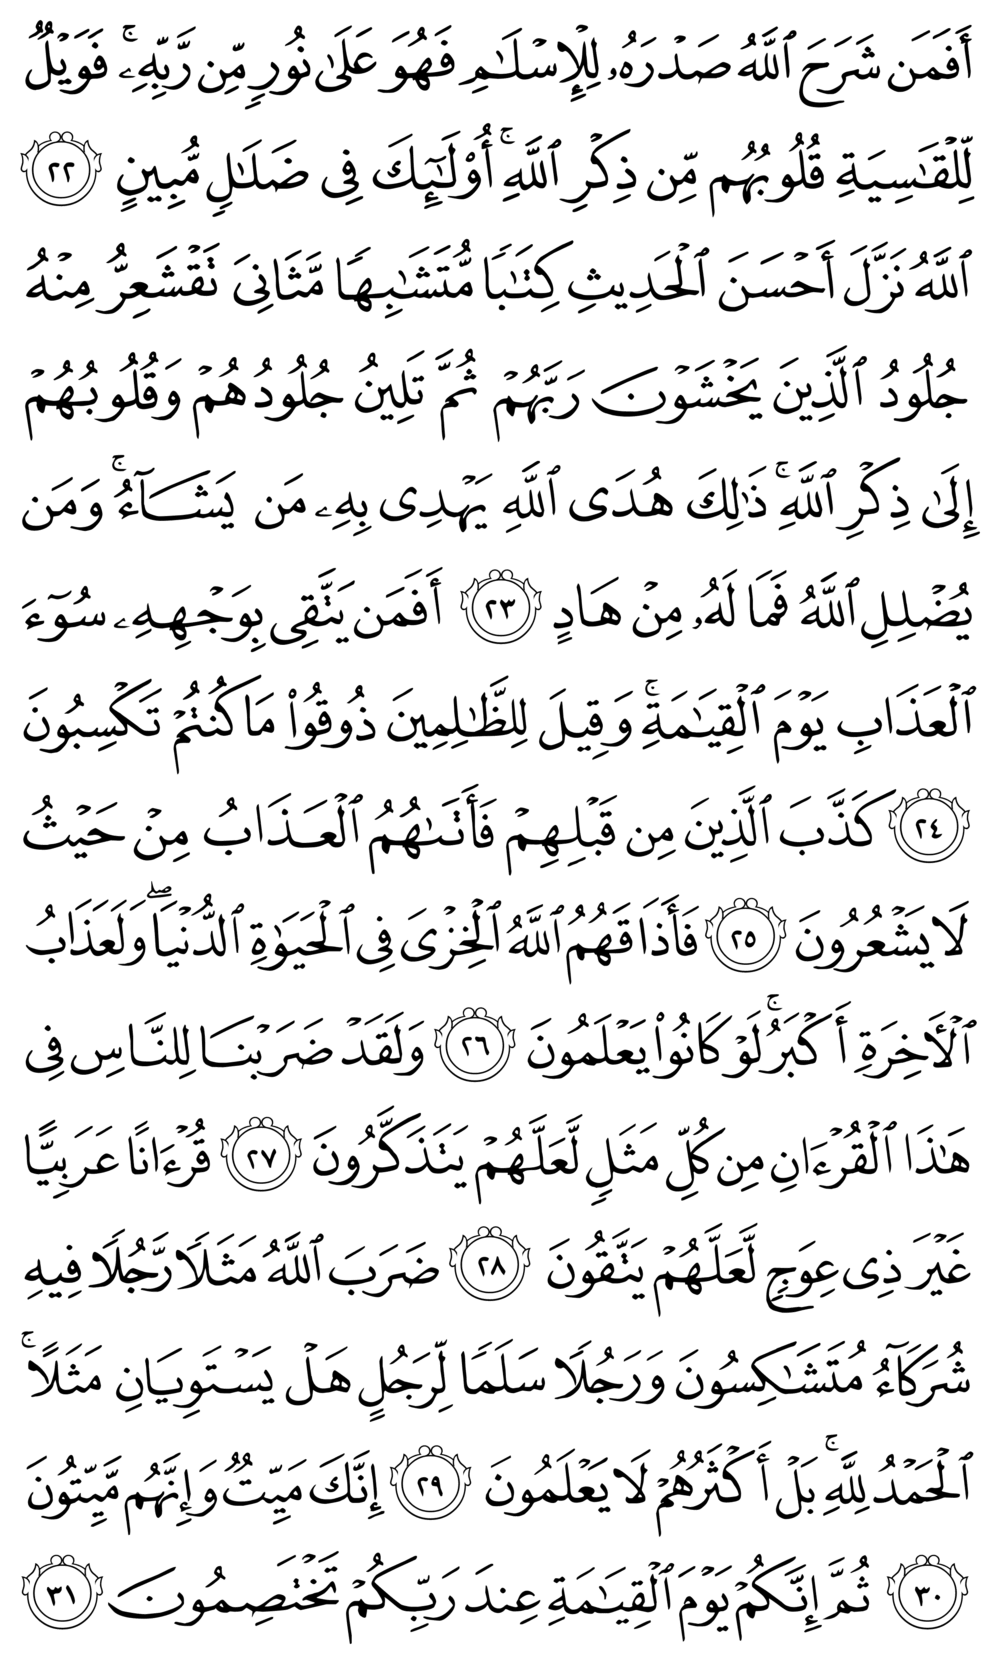 أَفَمَن شَرَحَ ٱللَّهُ صَدْرَهُۥ لِلْإِسْلَـٰمِ فَهُوَ عَلَىٰ نُورٍ مِّن رَّبِّهِۦ ۚ فَوَيْلٌ
لِّلْقَـٰسِيَةِ قُلُوبُهُم مِّن ذِكْرِ ٱللَّهِ ۚ أُو۟لَـٰٓئِكَ فِى ضَلَـٰلٍ مُّبِينٍ ٢٢
ٱللَّهُ نَزَّلَ أَحْسَنَ ٱلْحَدِيثِ كِتَـٰبًا مُّتَشَـٰبِهًا مَّثَانِىَ تَقْشَعِرُّ مِنْهُ
جُلُودُ ٱلَّذِينَ يَخْشَوْنَ رَبَّهُمْ ثُمَّ تَلِينُ جُلُودُهُمْ وَقُلُوبُهُمْ
إِلَىٰ ذِكْرِ ٱللَّهِ ۚ ذَٰلِكَ هُدَى ٱللَّهِ يَهْدِى بِهِۦ مَن يَشَآءُ ۚ وَمَن
يُضْلِلِ ٱللَّهُ فَمَا لَهُۥ مِنْ هَادٍ ٢٣ أَفَمَن يَتَّقِى بِوَجْهِهِۦ سُوٓءَ
ٱلْعَذَابِ يَوْمَ ٱلْقِيَـٰمَةِ ۚ وَقِيلَ لِلظَّـٰلِمِينَ ذُوقُوا۟ مَا كُنتُمْ تَكْسِبُونَ
٢٤ كَذَّبَ ٱلَّذِينَ مِن قَبْلِهِمْ فَأَتَىٰهُمُ ٱلْعَذَابُ مِنْ حَيْثُ
لَا يَشْعُرُونَ ٢٥ فَأَذَاقَهُمُ ٱللَّهُ ٱلْخِزْىَ فِى ٱلْحَيَوٰةِ ٱلدُّنْيَا ۖ وَلَعَذَابُ
ٱلْـَٔاخِرَةِ أَكْبَرُ ۚ لَوْ كَانُوا۟ يَعْلَمُونَ ٢٦ وَلَقَدْ ضَرَبْنَا لِلنَّاسِ فِى
هَـٰذَا ٱلْقُرْءَانِ مِن كُلِّ مَثَلٍ لَّعَلَّهُمْ يَتَذَكَّرُونَ ٢٧ قُرْءَانًا عَرَبِيًّا
غَيْرَ ذِى عِوَجٍ لَّعَلَّهُمْ يَتَّقُونَ ٢٨ ضَرَبَ ٱللَّهُ مَثَلًا رَّجُلًا فِيهِ
شُرَكَآءُ مُتَشَـٰكِسُونَ وَرَجُلًا سَلَمًا لِّرَجُلٍ هَلْ يَسْتَوِيَانِ مَثَلًا ۚ
ٱلْحَمْدُ لِلَّهِ ۚ بَلْ أَكْثَرُهُمْ لَا يَعْلَمُونَ ٢٩ إِنَّكَ مَيِّتٌ وَإِنَّهُم مَّيِّتُونَ
٣٠ ثُمَّ إِنَّكُمْ يَوْمَ ٱلْقِيَـٰمَةِ عِندَ رَبِّكُمْ تَخْتَصِمُونَ ٣١